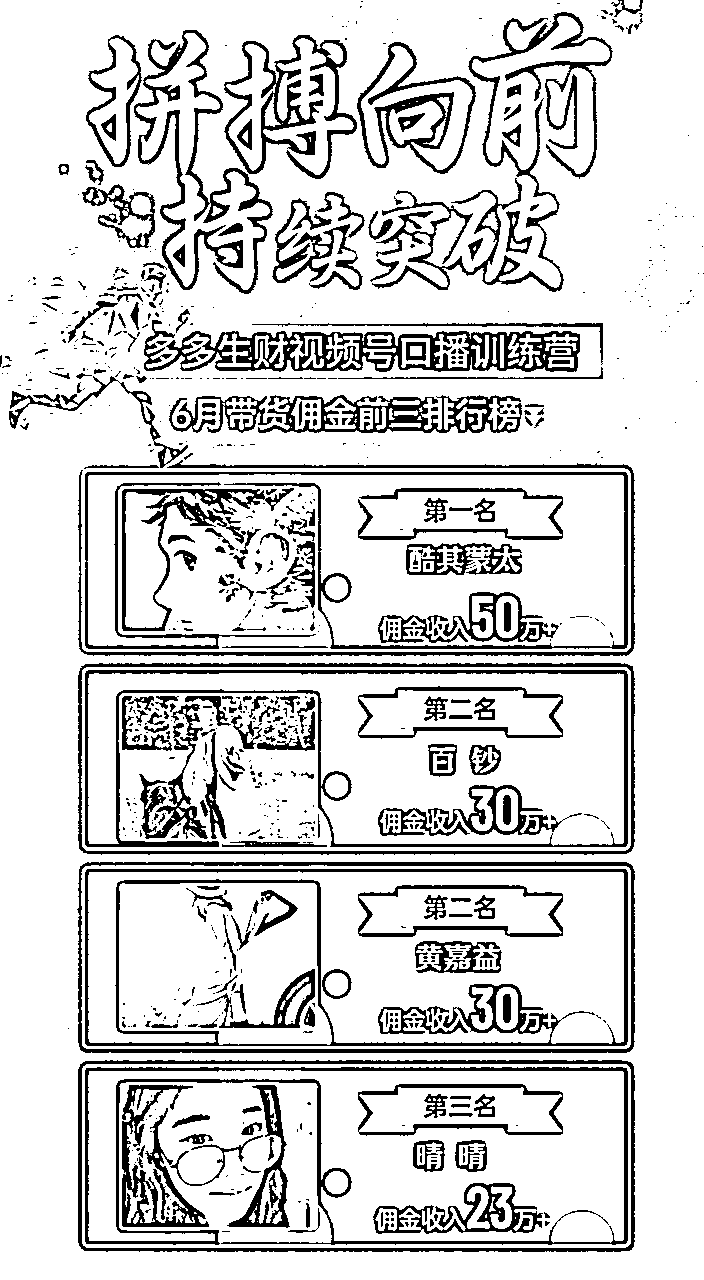 拼搏向前
持续突破
多多生财视频号口播训练营
6月带货佣金前三排行榜
第一名
酷其蒙太
佣金收入50万+
第二名
百 钞
佣金收入30万+
第二名
黄嘉益
佣金收入30万+
第三名
晴 晴
佣金收入23万+